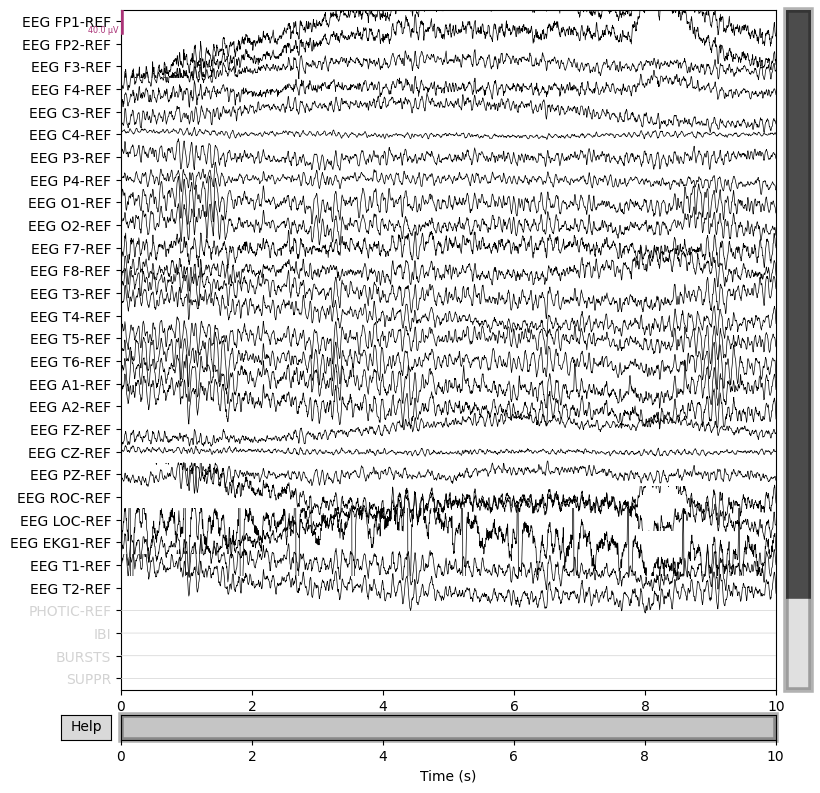 EEG FP1-REF
40.0 µV
EEG FP2-REF
EEG F3-REF
EEG F4-REF
EEG C3-REF
EEG C4-REF
EEG P3-REF
EEG P4-REF
EEG O1-REF
EEG O2-REF
EEG F7-REF
EEG F8-REF
EEG T3-REF
EEG T4-REF
EEG T5-REF
EEG T6-REF
EEG A1-REF
EEG A2-REF
EEG FZ-REF
EEG CZ-REF
EEG PZ-REF
EEG ROC-REF
EEG LOC-REF
EEG EKG1-REF
EEG T1-REF
EEG T2-REF
PHOTIC-REF
IBI
BURSTS
SUPPR
0 2 4 6 8 10
Help
0 2 4 6 8 10
Time (s)